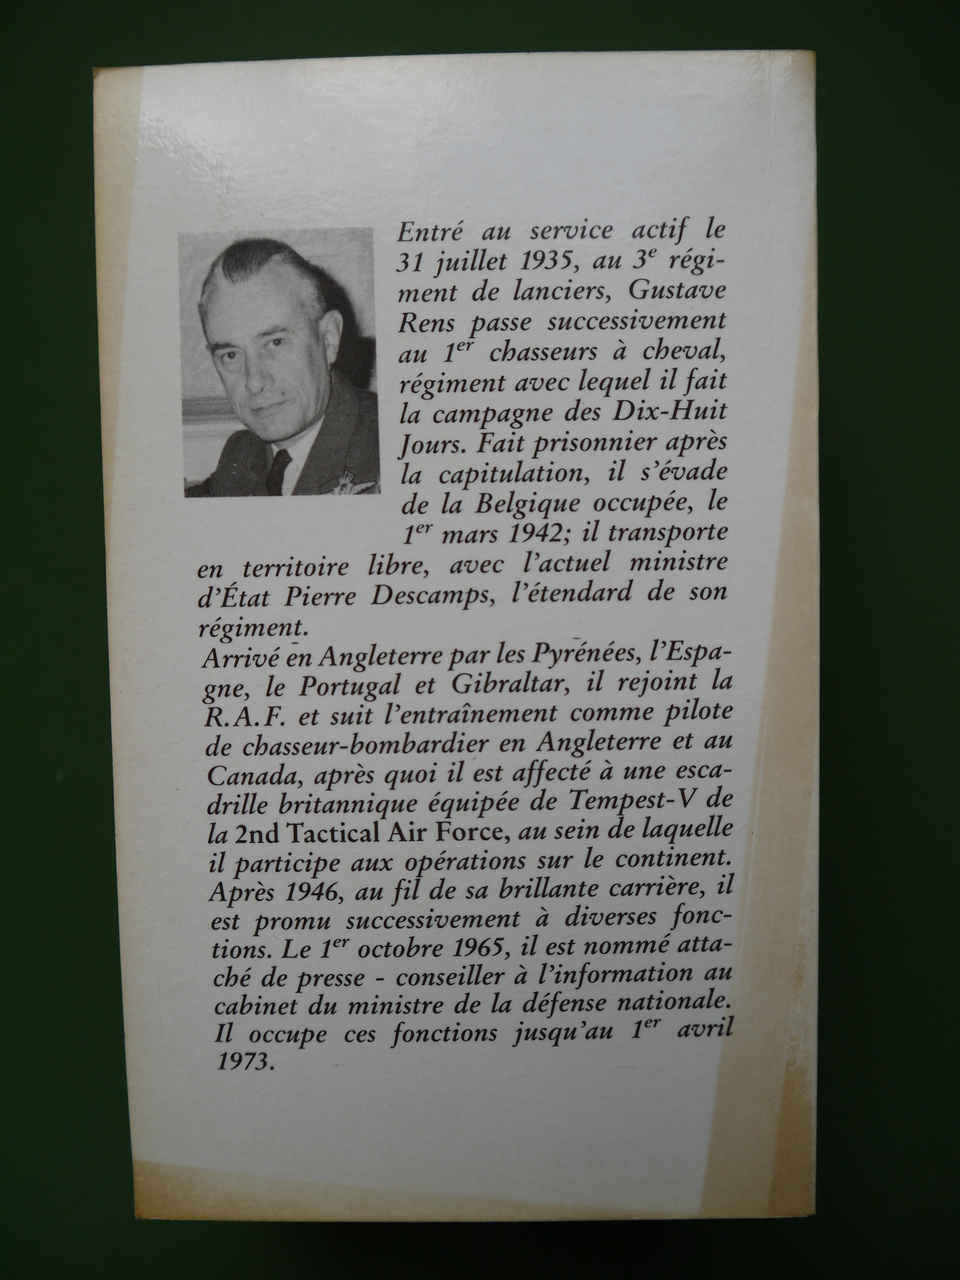 Entré au service actif le
31 juillet 1935, au 3e régi-
ment de lanciers, Gustave
Rens passe successivement
au 1er chasseurs à cheval,
régiment avec lequel il fait
la campagne des Dix-Huit
Jours. Fait prisonnier après
la capitulation, il s'évade
de la Belgique occupée, le
1er mars 1942; il transporte
en territoire libre, avec l'actuel ministre
d'État Pierre Descamps, l'étendard de son
régiment.
Arrivé en Angleterre par les Pyrénées, l'Espa-
gne, le Portugal et Gibraltar, il rejoint la
R.A.F. et suit l'entraînement comme pilote
de chasseur-bombardier en Angleterre et au
Canada, après quoi il est affecté à une esca-
drille britannique équipée de Tempest-V de
la 2nd Tactical Air Force, au sein de laquelle
il participe aux opérations sur le continent.
Après 1946, au fil de sa brillante carrière, il
est promu successivement à diverses fonc-
tions. Le 1er octobre 1965, il est nommé atta-
ché de presse - conseiller à l'information au
cabinet du ministre de la défense nationale.
Il occupe ces fonctions jusqu'au 1er avril
1973.